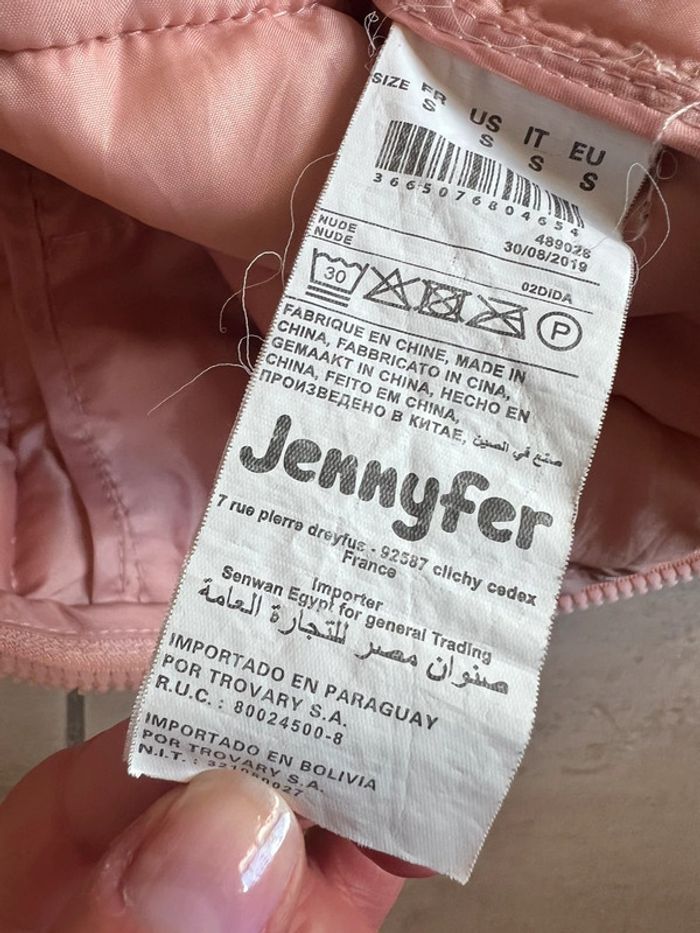 SIZE FR US IT EU
S S S S
3665076804654
NUDE 489028
NUDE 30/08/2019
02DIDA
30 P
FABRIQUE EN CHINE, MADE IN
CHINA, FABBRICATO IN CINA,
GEMAAKT IN CHINA, HECHO EN
CHINA, FEITO EM CHINA,
ПРОИЗВЕДЕНО В КИТАЕ, صنع في الصين
Jennyfer
7 rue pierre dreyfus - 92587 clichy cedex
France
Importer
Senwan Egypt for general Trading
صنوان مصر للتجارة العامة
IMPORTADO EN PARAGUAY
POR TROVARY S.A.
R.U.C. : 80024500-8
IMPORTADO EN BOLIVIA
POR TROVARY S.A.
N.I.T. :